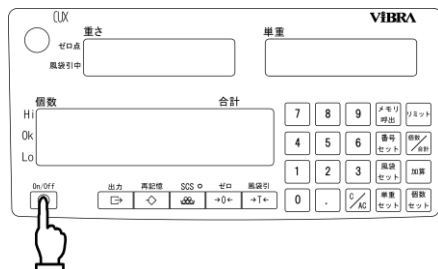 CUX
ViBRA
重さ
単重
ゼロ点
風袋引中
個数
合計
Hi
Ok
Lo
7 8 9 メモリ呼出 リミット
4 5 6 番号セット 個数/合計
1 2 3 風袋セット 加算
0 . C/AC 単重セット 個数セット
On/Off
出力 再記憶 SCS ゼロ 風袋引
→0← →T←